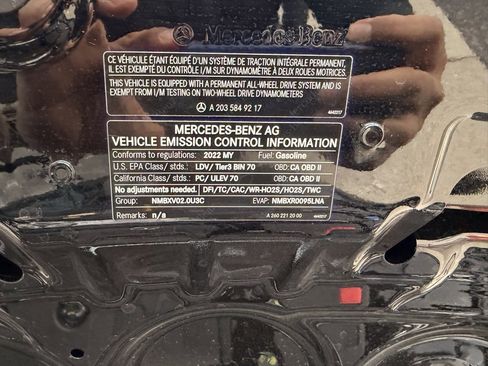 Mercedes-Benz
CE VÉHICULE ÉTANT ÉQUIPÉ D'UN SYSTÈME DE TRACTION INTÉGRALE PERMANENT,
IL EST EXEMPTÉ DU CONTRÔLE I/M SUR DYNAMOMÈTRE À DEUX ROUES MOTRICES.
THIS VEHICLE IS EQUIPPED WITH A PERMANENT ALL-WHEEL DRIVE SYSTEM AND IS
EXEMPT FROM I/M TESTING ON TWO-WHEEL DRIVE DYNAMOMETERS
A 203 584 92 17
MERCEDES-BENZ AG
VEHICLE EMISSION CONTROL INFORMATION
Conforms to regulations: 2022 MY Fuel: Gasoline
U.S. EPA Class/ stds.: LDV/ Tier3 BIN 70 OBD: CA OBD II
California Class/ stds.: PC/ ULEV 70 OBD: CA OBD II
No adjustments needed. DFI/TC/CAC/WR-HO2S/HO2S/TWC
Group: NMBXV02.0U3C EVAP: NMBXR0095LNA
Remarks: n/a A 260 221 20 00